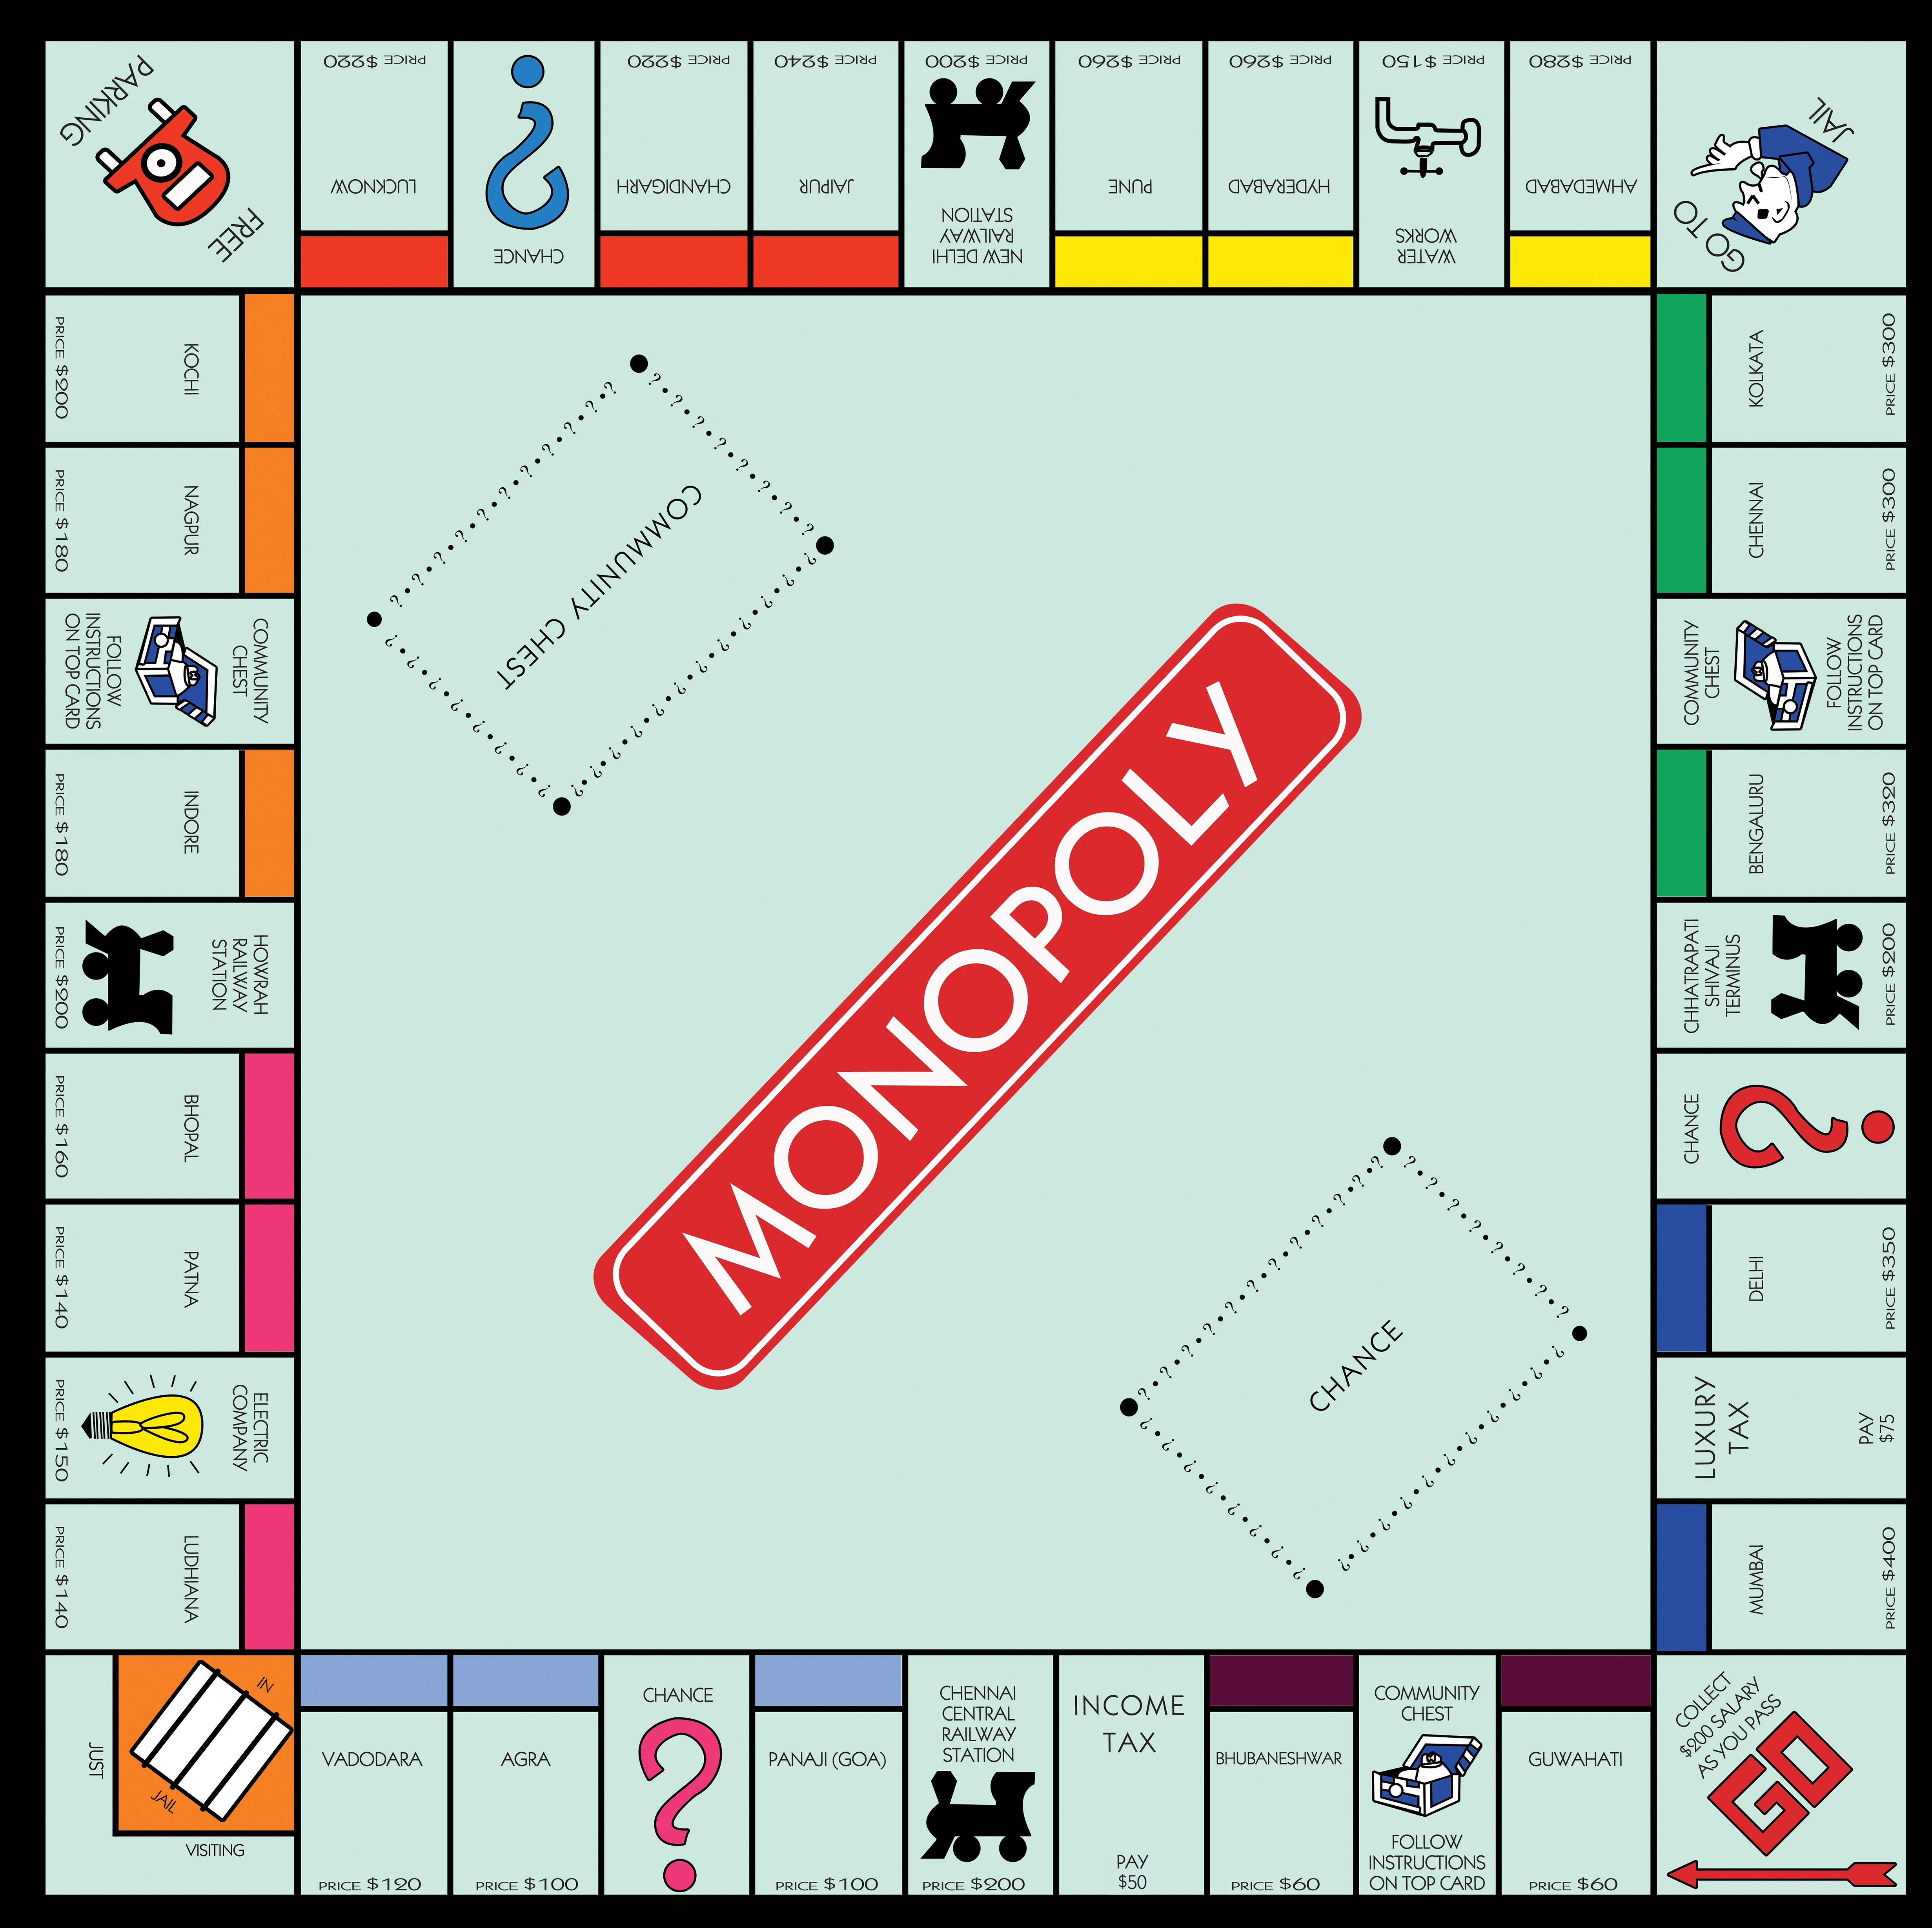 FREE
PARKING
PRICE $220
LUCKNOW
CHANCE
PRICE $220
CHANDIGARH
PRICE $240
JAIPUR
PRICE $200
NEW DELHI
RAILWAY
STATION
PRICE $260
PUNE
PRICE $260
HYDERABAD
PRICE $150
WATER
WORKS
PRICE $280
AHMEDABAD
GO TO
JAIL
KOLKATA
PRICE $300
CHENNAI
PRICE $300
COMMUNITY
CHEST
FOLLOW
INSTRUCTIONS
ON TOP CARD
BENGALURU
PRICE $320
CHHATRAPATI
SHIVAJI
TERMINUS
PRICE $200
CHANCE
?
DELHI
PRICE $350
LUXURY
TAX
PAY
$75
MUMBAI
PRICE $400
COLLECT
$200 SALARY
AS YOU PASS
GO
GUWAHATI
PRICE $60
COMMUNITY
CHEST
FOLLOW
INSTRUCTIONS
ON TOP CARD
BHUBANESHWAR
PRICE $60
INCOME
TAX
PAY
$50
CHENNAI
CENTRAL
RAILWAY
STATION
PRICE $200
PANAJI (GOA)
PRICE $100
CHANCE
?
AGRA
PRICE $100
VADODARA
PRICE $120
IN
JAIL
JUST
VISITING
LUDHIANA
PRICE $140
ELECTRIC
COMPANY
PRICE $150
PATNA
PRICE $140
BHOPAL
PRICE $160
HOWRAH
RAILWAY
STATION
PRICE $200
INDORE
PRICE $180
COMMUNITY
CHEST
FOLLOW
INSTRUCTIONS
ON TOP CARD
NAGPUR
PRICE $180
KOCHI
PRICE $200
COMMUNITY CHEST
MONOPOLY
CHANCE